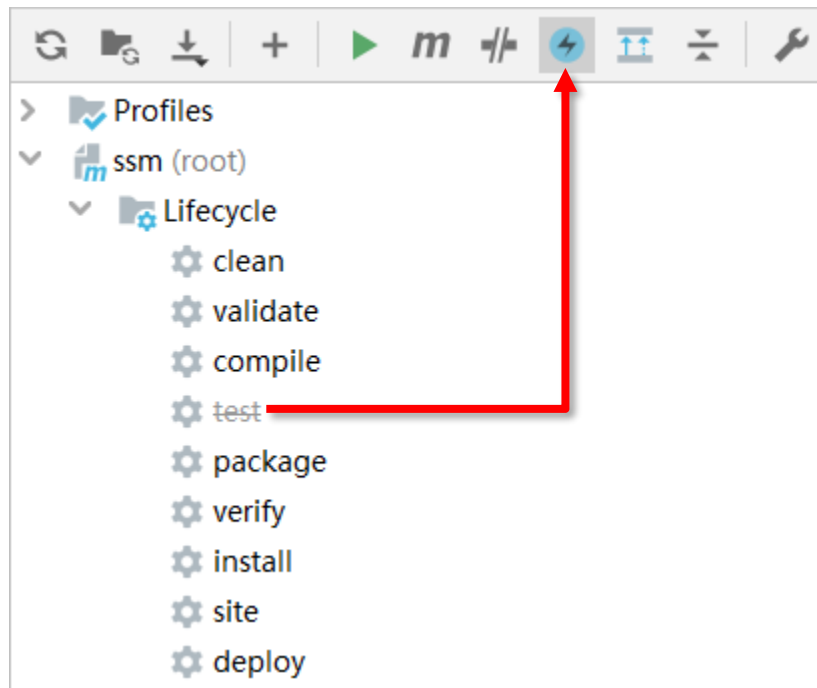 m
Profiles
ssm (root)
Lifecycle
clean
validate
compile
test
package
verify
install
site
deploy